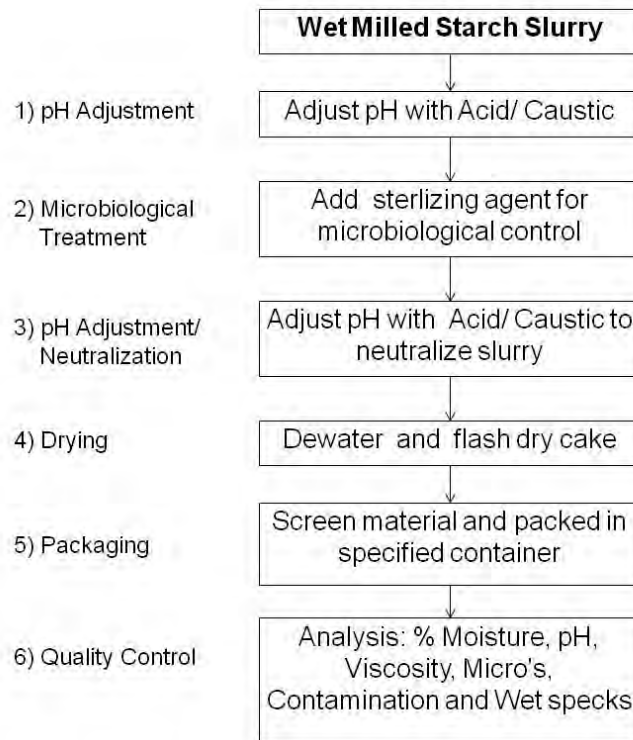 Wet Milled Starch Slurry
1) pH Adjustment
Adjust pH with Acid/ Caustic
2) Microbiological
Treatment
Add sterlizing agent for
microbiological control
3) pH Adjustment/
Neutralization
Adjust pH with Acid/ Caustic to
neutralize slurry
4) Drying
Dewater and flash dry cake
5) Packaging
Screen material and packed in
specified container
6) Quality Control
Analysis: % Moisture, pH,
Viscosity, Micro's,
Contamination and Wet specks